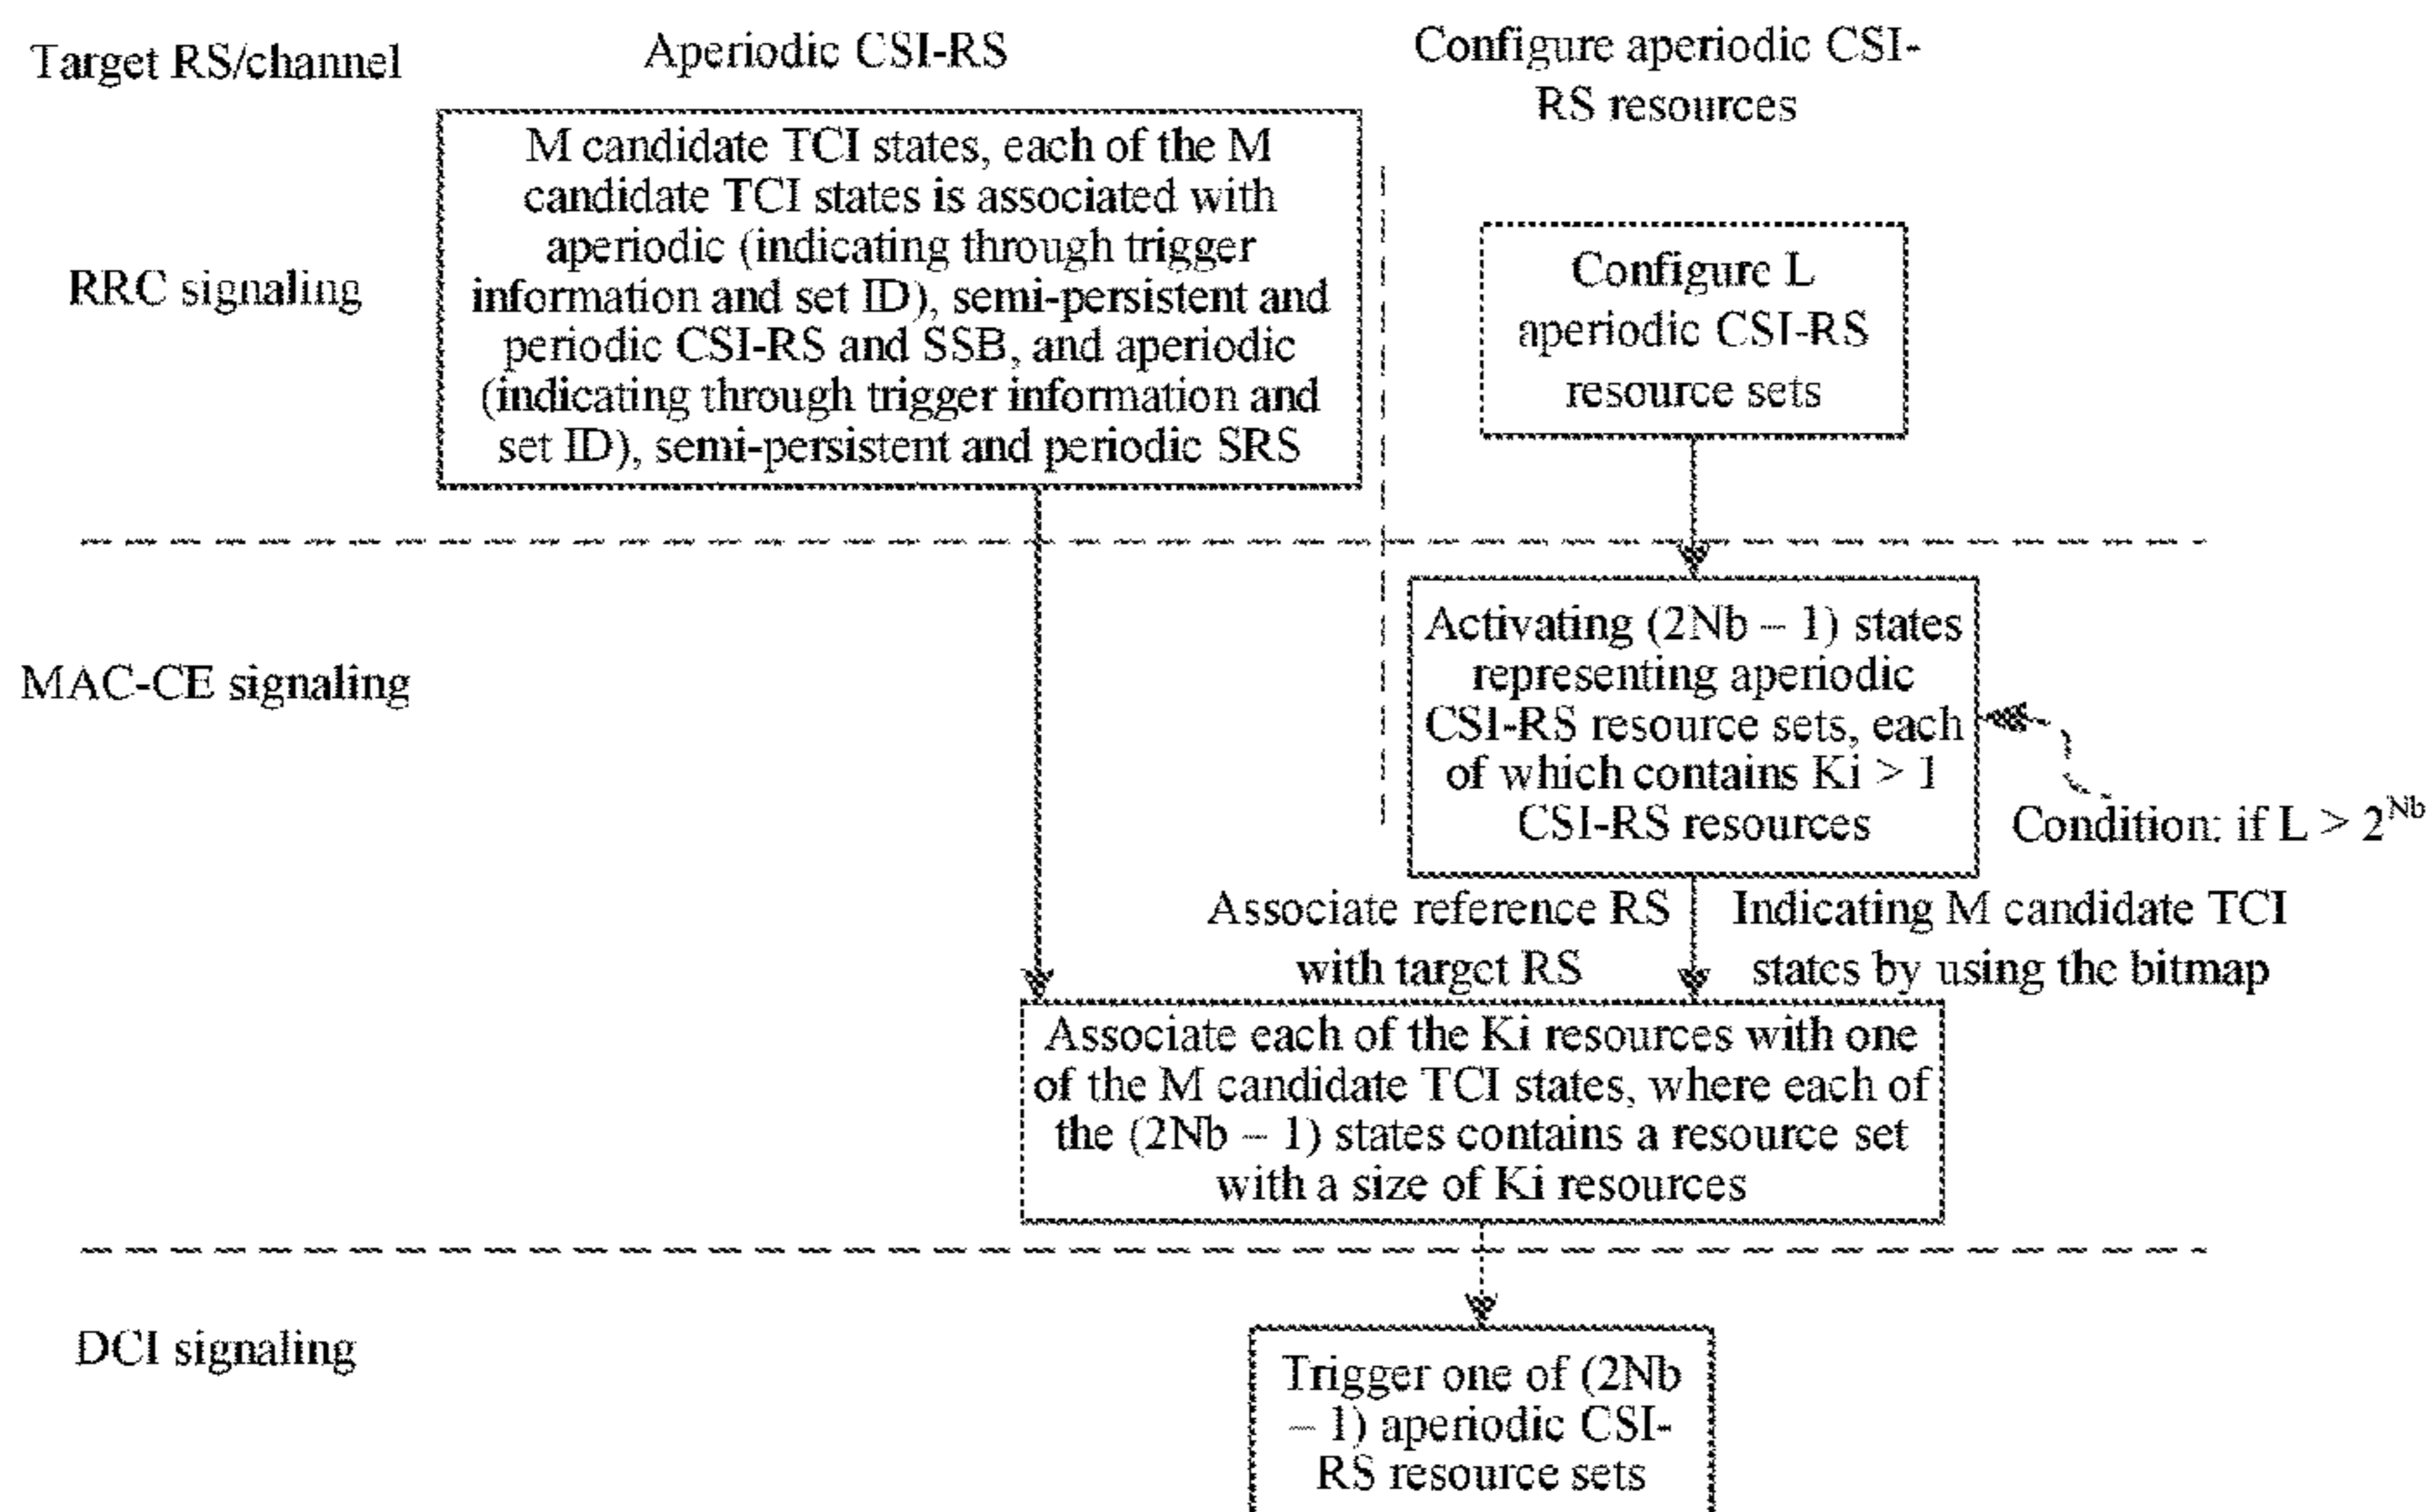 Target RS/channel
Aperiodic CSI-RS
Configure aperiodic CSI-
RS resources
RRC signaling
M candidate TCI states, each of the M
candidate TCI states is associated with
aperiodic (indicating through trigger
information and set ID), semi-persistent and
periodic CSI-RS and SSB, and aperiodic
(indicating through trigger information and
set ID), semi-persistent and periodic SRS
Configure L
aperiodic CSI-RS
resource sets
MAC-CE signaling
Activating (2Nb – 1) states
representing aperiodic
CSI-RS resource sets, each
of which contains Ki > 1
CSI-RS resources
Condition: if L > 2^Nb
Associate reference RS
with target RS
Indicating M candidate TCI
states by using the bitmap
Associate each of the Ki resources with one
of the M candidate TCI states, where each of
the (2Nb – 1) states contains a resource set
with a size of Ki resources
DCI signaling
Trigger one of (2Nb
– 1) aperiodic CSI-
RS resource sets